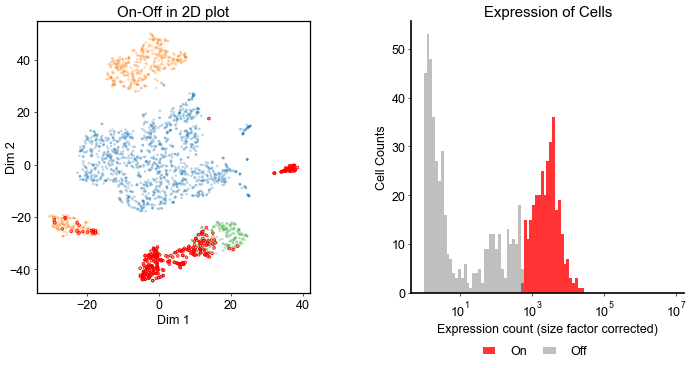 On-Off in 2D plot
40
20
0
−20
−40
Dim 2
−20
0
20
40
Dim 1
Expression of Cells
50
40
30
20
10
0
Cell Counts
10^1
10^3
10^5
10^7
Expression count (size factor corrected)
On
Off